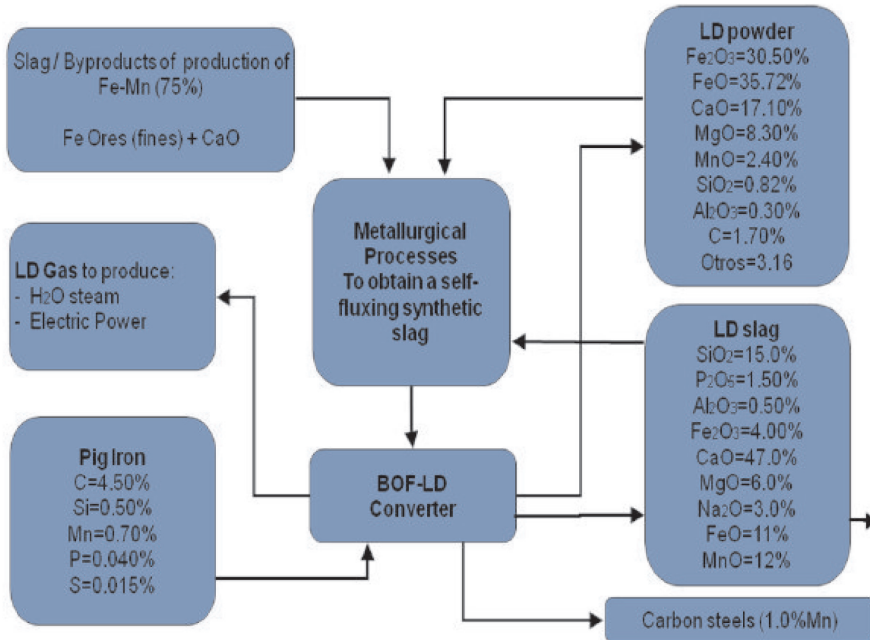 Slag / Byproducts of production of
Fe-Mn (75%)
Fe Ores (fines) + CaO
LD powder
Fe₂O₃=30.50%
FeO=35.72%
CaO=17.10%
MgO=8.30%
MnO=2.40%
SiO₂=0.82%
Al₂O₃=0.30%
C=1.70%
Otros=3.16
Metallurgical
Processes
To obtain a self-
fluxing synthetic
slag
LD Gas to produce:
- H₂O steam
- Electric Power
LD slag
SiO₂=15.0%
P₂O₅=1.50%
Al₂O₃=0.50%
Fe₂O₃=4.00%
CaO=47.0%
MgO=6.0%
Na₂O=3.0%
FeO=11%
MnO=12%
Pig Iron
C=4.50%
Si=0.50%
Mn=0.70%
P=0.040%
S=0.015%
BOF-LD
Converter
Carbon steels (1.0%Mn)